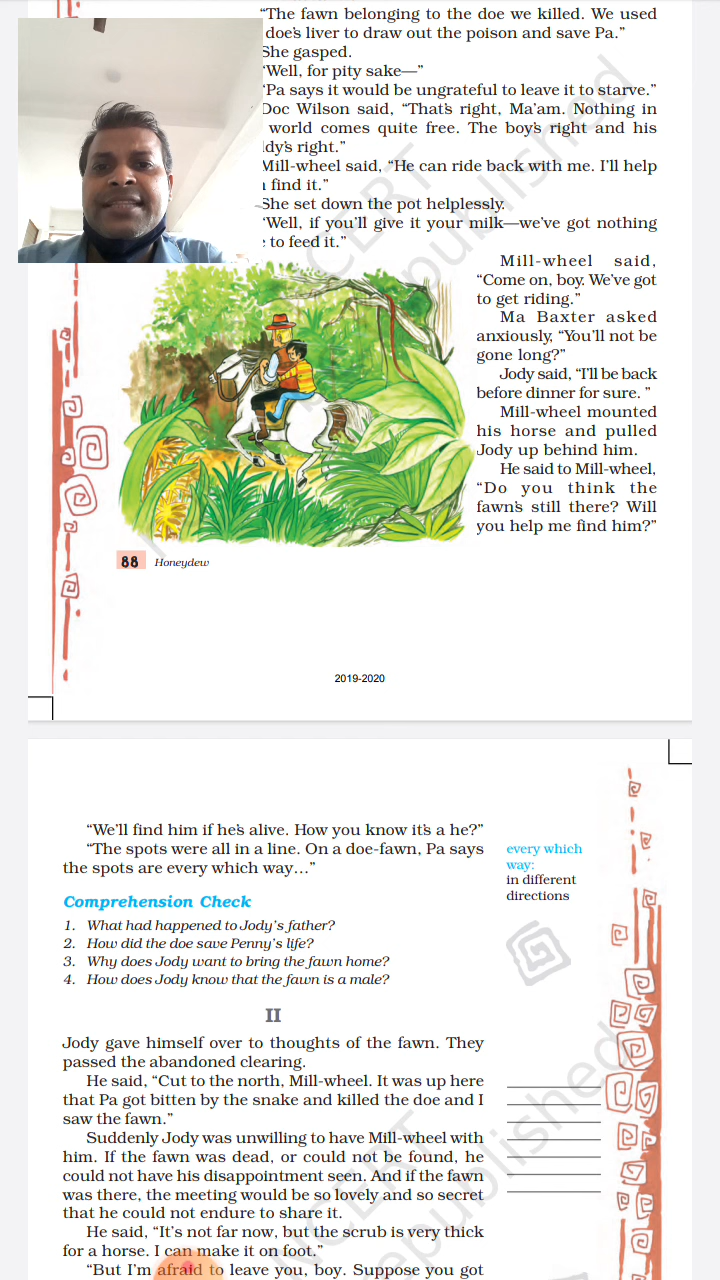 “The fawn belonging to the doe we killed. We used
doe's liver to draw out the poison and save Pa.”
She gasped.
“Well, for pity sake—”
‘Pa says it would be ungrateful to leave it to starve.”
Doc Wilson said, “That's right, Ma'am. Nothing in
world comes quite free. The boy's right and his
dy's right.”
Mill-wheel said, “He can ride back with me. I'll help
find it.”
She set down the pot helplessly.
‘Well, if you'll give it your milk—we've got nothing
to feed it.”
Mill-wheel said,
“Come on, boy. We've got
to get riding.”
Ma Baxter asked
anxiously, “You'll not be
gone long?”
Jody said, “I'll be back
before dinner for sure. ”
Mill-wheel mounted
his horse and pulled
Jody up behind him.
He said to Mill-wheel,
“Do you think the
fawn's still there? Will
you help me find him?”
88 Honeydew
2019-2020
“We'll find him if he's alive. How you know it's a he?”
“The spots were all in a line. On a doe-fawn, Pa says
the spots are every which way…”
every which
way:
in different
directions
Comprehension Check
1. What had happened to Jody's father?
2. How did the doe save Penny's life?
3. Why does Jody want to bring the fawn home?
4. How does Jody know that the fawn is a male?
II
Jody gave himself over to thoughts of the fawn. They
passed the abandoned clearing.
He said, “Cut to the north, Mill-wheel. It was up here
that Pa got bitten by the snake and killed the doe and I
saw the fawn.”
Suddenly Jody was unwilling to have Mill-wheel with
him. If the fawn was dead, or could not be found, he
could not have his disappointment seen. And if the fawn
was there, the meeting would be so lovely and so secret
that he could not endure to share it.
He said, “It's not far now, but the scrub is very thick
for a horse. I can make it on foot.”
“But I'm afraid to leave you, boy. Suppose you got